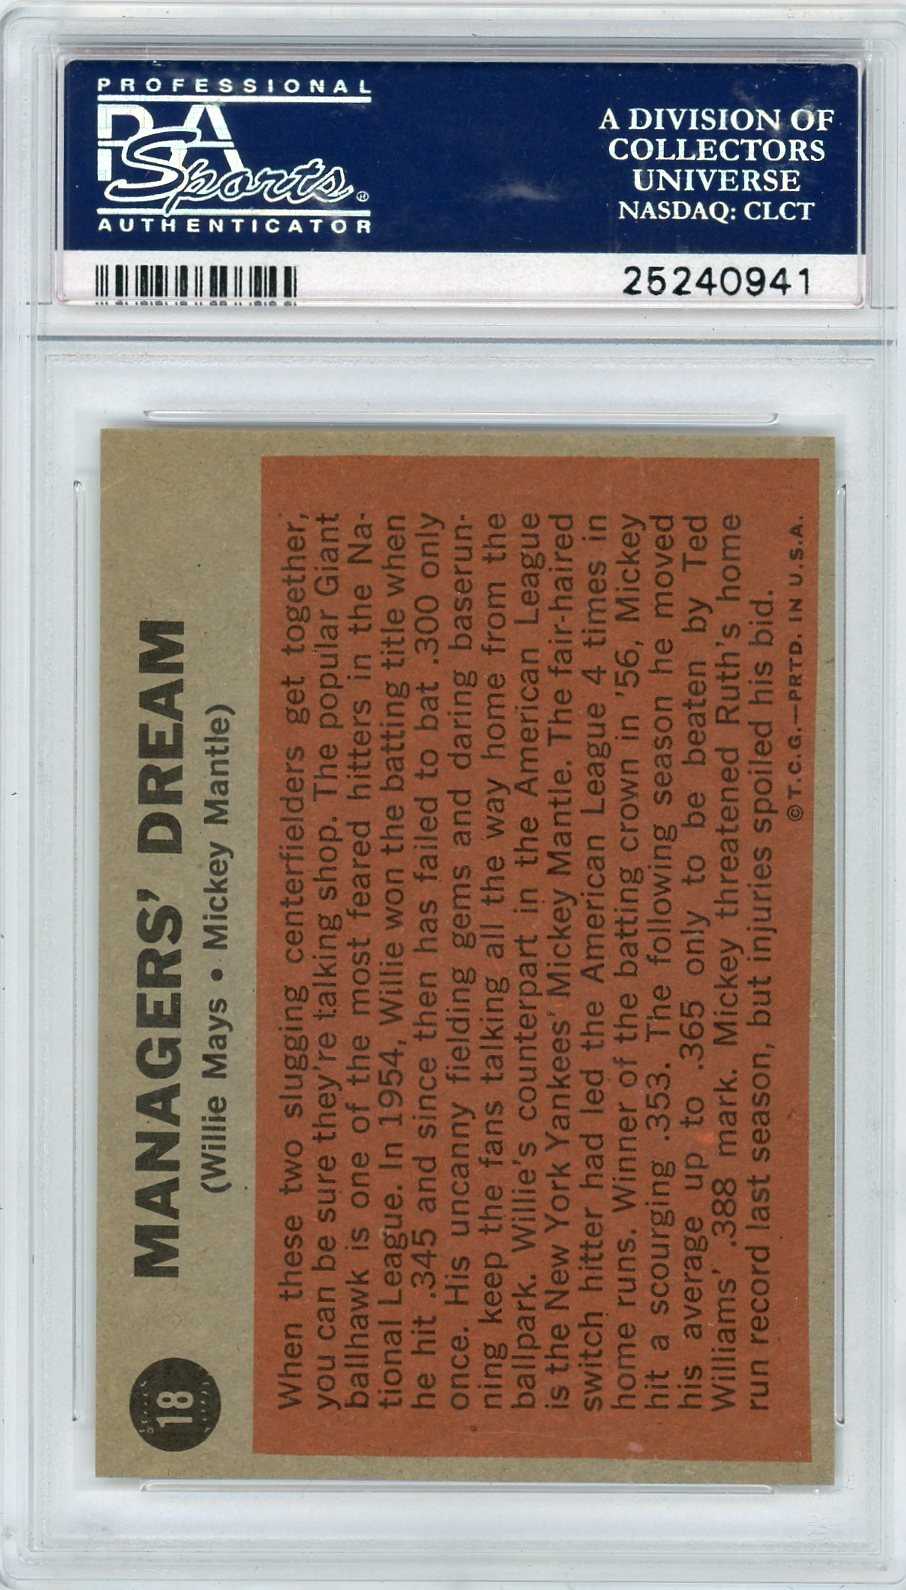 PROFESSIONAL
PSA
Sports®
AUTHENTICATOR
A DIVISION OF
COLLECTORS
UNIVERSE
NASDAQ: CLCT
25240941
18
MANAGERS' DREAM
(Willie Mays • Mickey Mantle)
When these two slugging centerfielders get together,
you can be sure they're talking shop. The popular Giant
ballhawk is one of the most feared hitters in the Na-
tional League. In 1954, Willie won the batting title when
he hit .345 and since then has failed to bat .300 only
once. His uncanny fielding gems and daring baserun-
ning keep the fans talking all the way home from the
ballpark. Willie's counterpart in the American League
is the New York Yankees' Mickey Mantle. The fair-haired
switch hitter had led the American League 4 times in
home runs. Winner of the batting crown in '56, Mickey
hit a scourging .353. The following season he moved
his average up to .365 only to be beaten by Ted
Williams' .388 mark. Mickey threatened Ruth's home
run record last season, but injuries spoiled his bid.
©T.C.G.—PRTD. IN U.S.A.